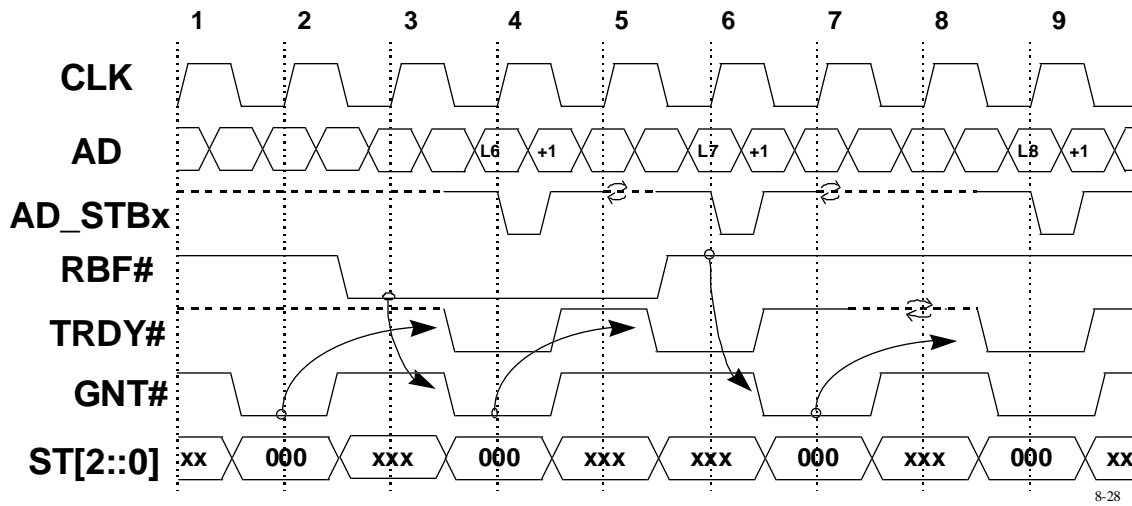 1 2 3 4 5 6 7 8 9
CLK
AD L6 +1 L7 +1 L8 +1
AD_STBx
RBF#
TRDY#
GNT#
ST[2::0] xx 000 xxx 000 xxx xxx 000 xxx 000 xx
8-28